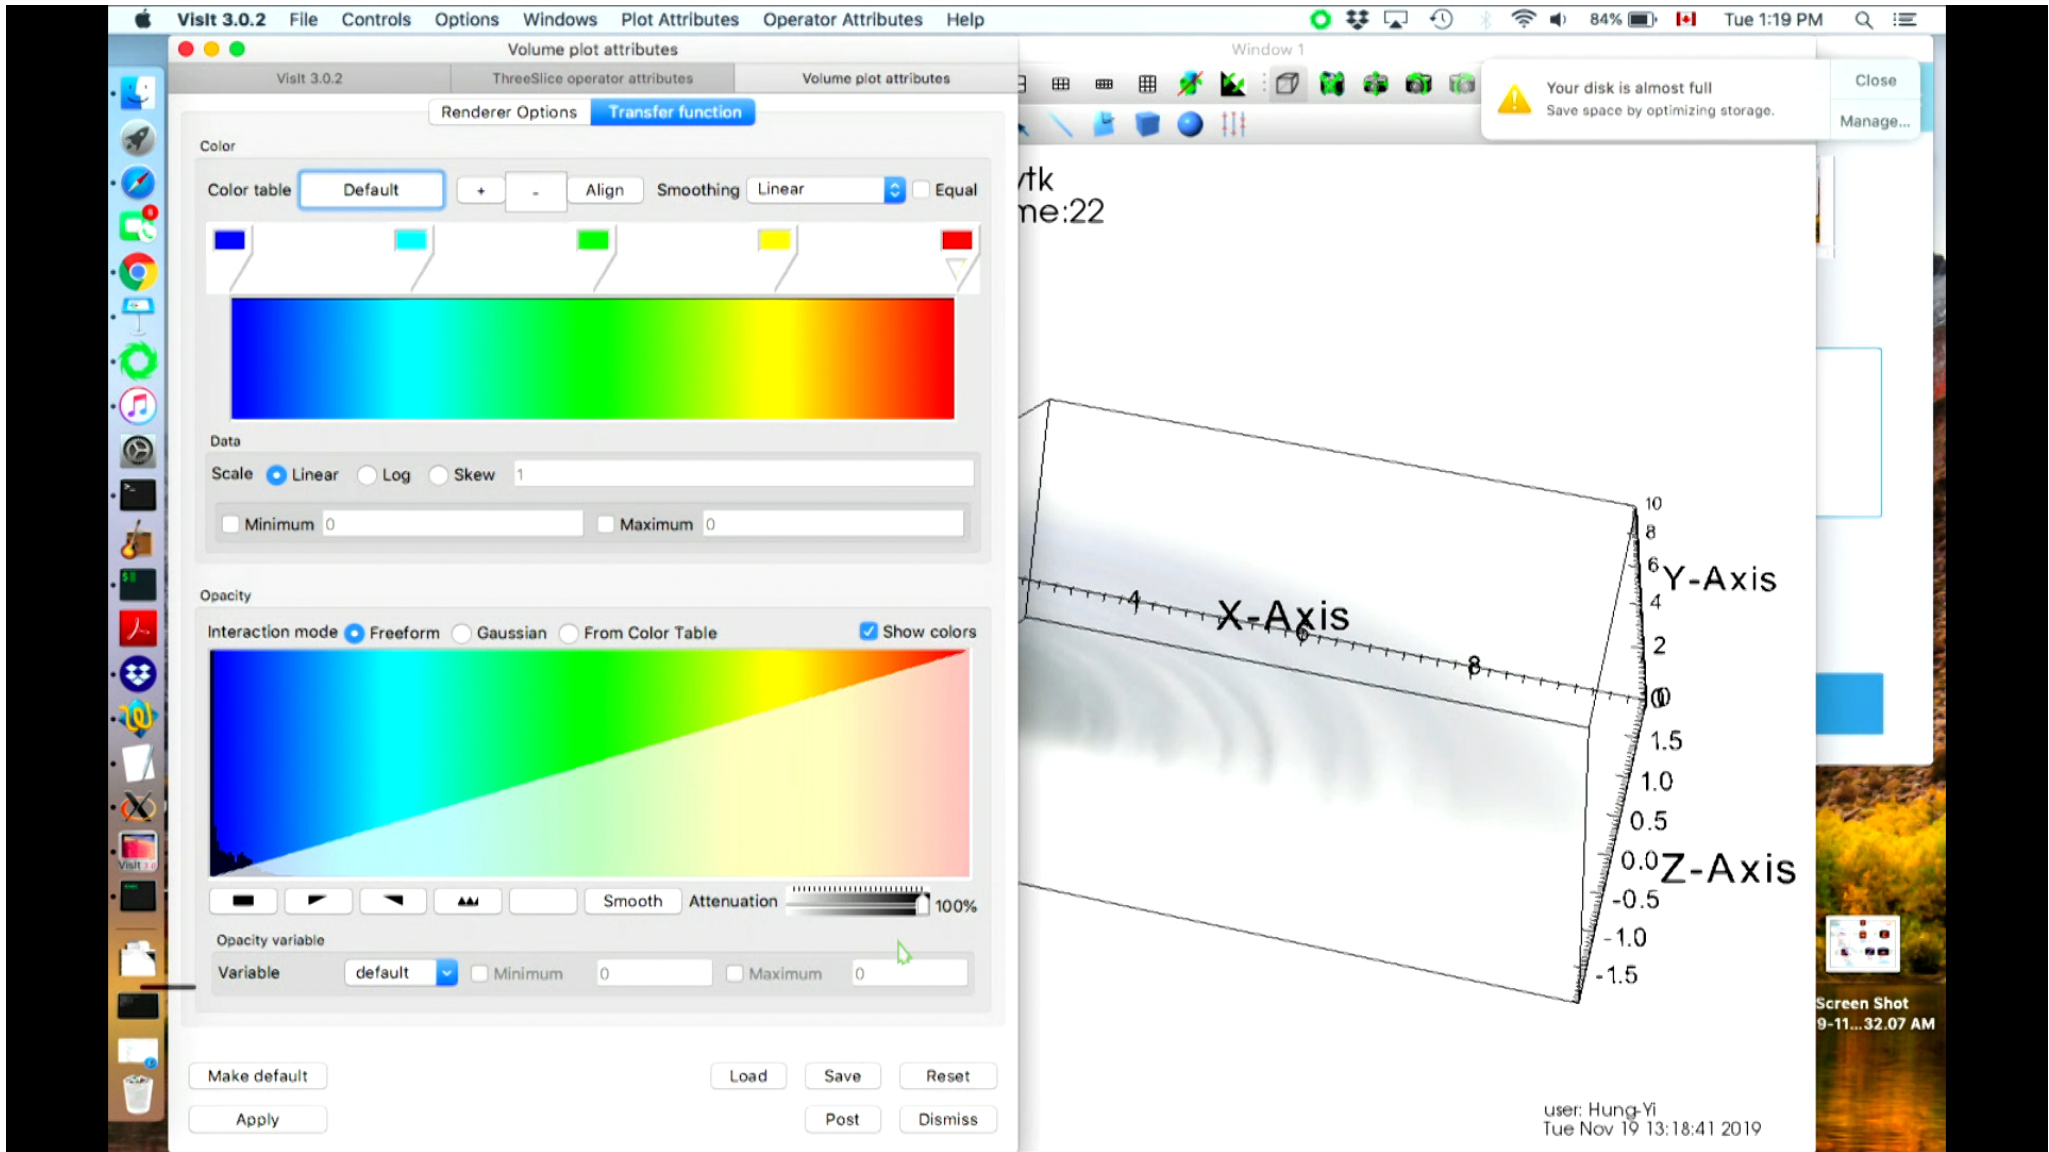 VisIt 3.0.2 File Controls Options Windows Plot Attributes Operator Attributes Help 84% Tue 1:19 PM
Volume plot attributes
VisIt 3.0.2 ThreeSlice operator attributes Volume plot attributes
Renderer Options Transfer function
Color
Color table Default + - Align Smoothing Linear Equal
Data
Scale Linear Log Skew 1
Minimum 0 Maximum 0
Opacity
Interaction mode Freeform Gaussian From Color Table Show colors
Smooth Attenuation 100%
Opacity variable
Variable default Minimum 0 Maximum 0
Make default Load Save Reset
Apply Post Dismiss
Window 1
Your disk is almost full
Save space by optimizing storage.
Close
Manage...
vtk
me:22
10
8
6
4
2
0
Y-Axis
4
X-Axis
6
8
1.5
1.0
0.5
0.0
-0.5
-1.0
-1.5
Z-Axis
user: Hung-Yi
Tue Nov 19 13:18:41 2019
Screen Shot
9-11...32.07 AM